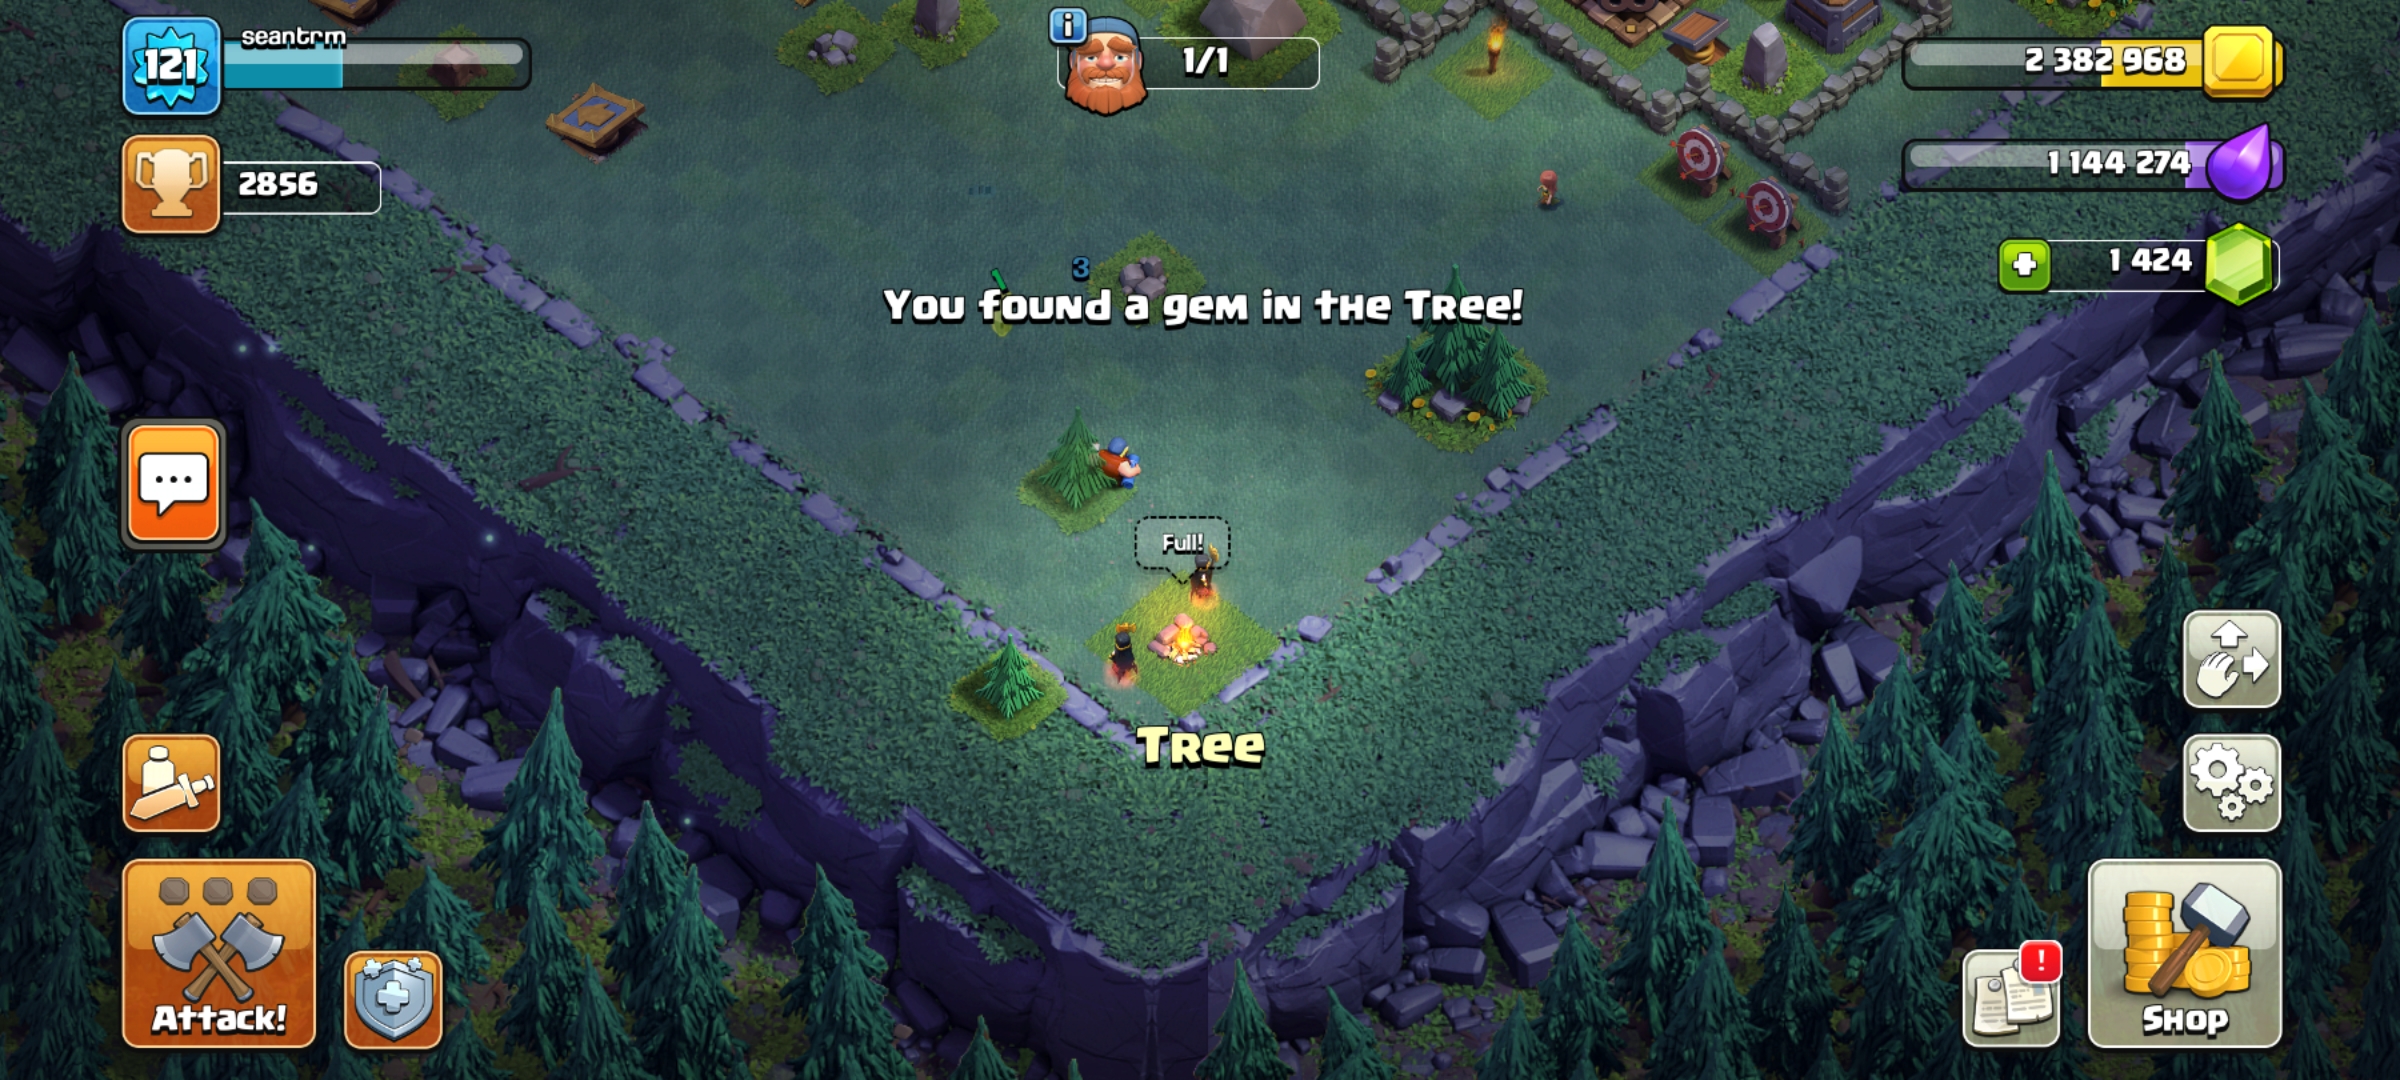 121
seantrm
1/1
2 382 968
2856
1 144 274
3
1 424
You found a gem in the Tree!
Full!
Tree
Attack!
!
Shop